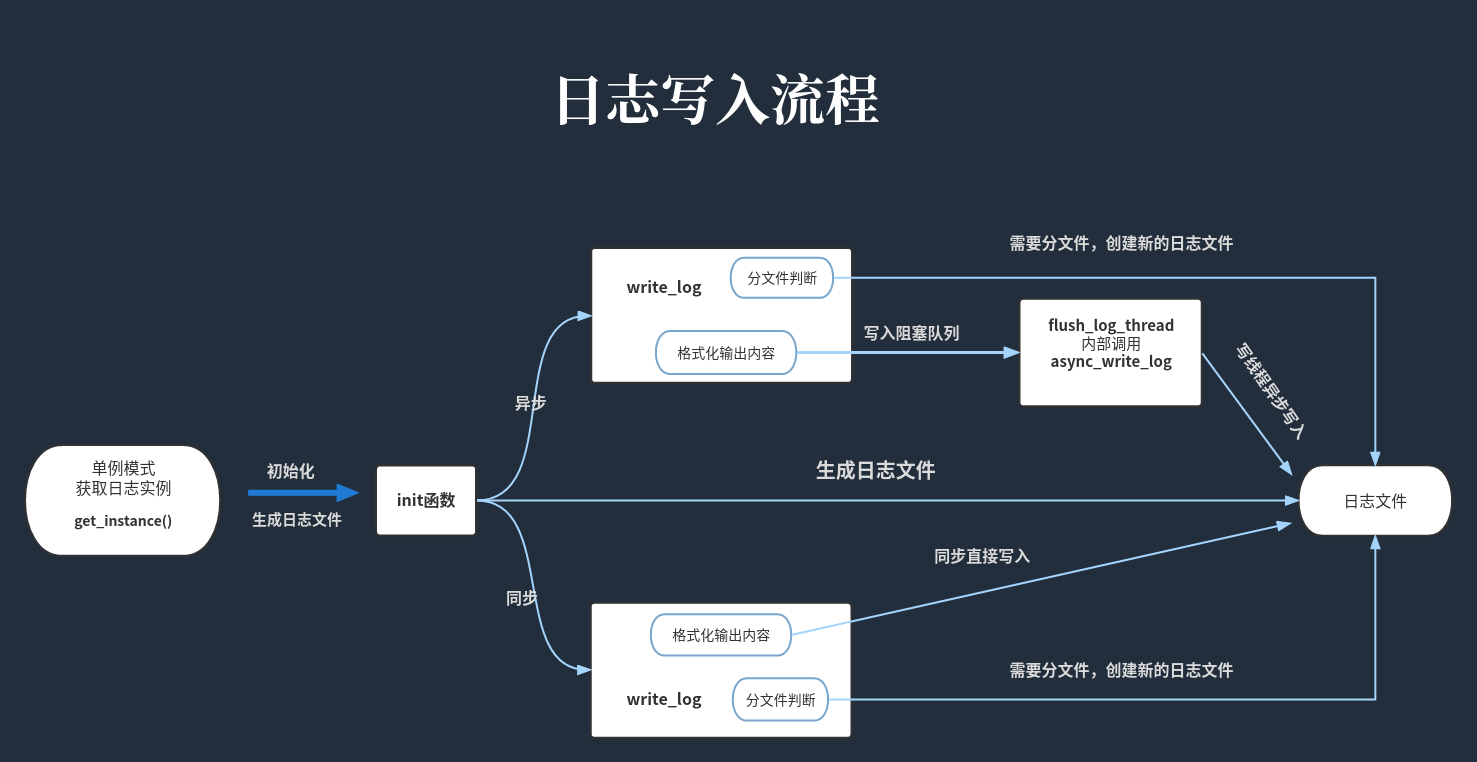 日志写入流程
需要分文件，创建新的日志文件
write_log
分文件判断
格式化输出内容
写入阻塞队列
flush_log_thread
内部调用
async_write_log
写线程异步写入
异步
单例模式
获取日志实例
get_instance()
初始化
生成日志文件
init函数
生成日志文件
日志文件
同步直接写入
同步
格式化输出内容
write_log
分文件判断
需要分文件，创建新的日志文件